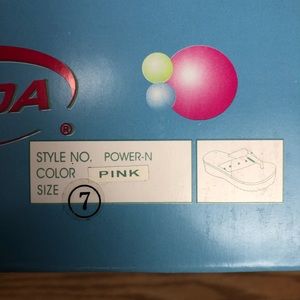 DA
®
STYLE NO. POWER-N
COLOR PINK
SIZE 7